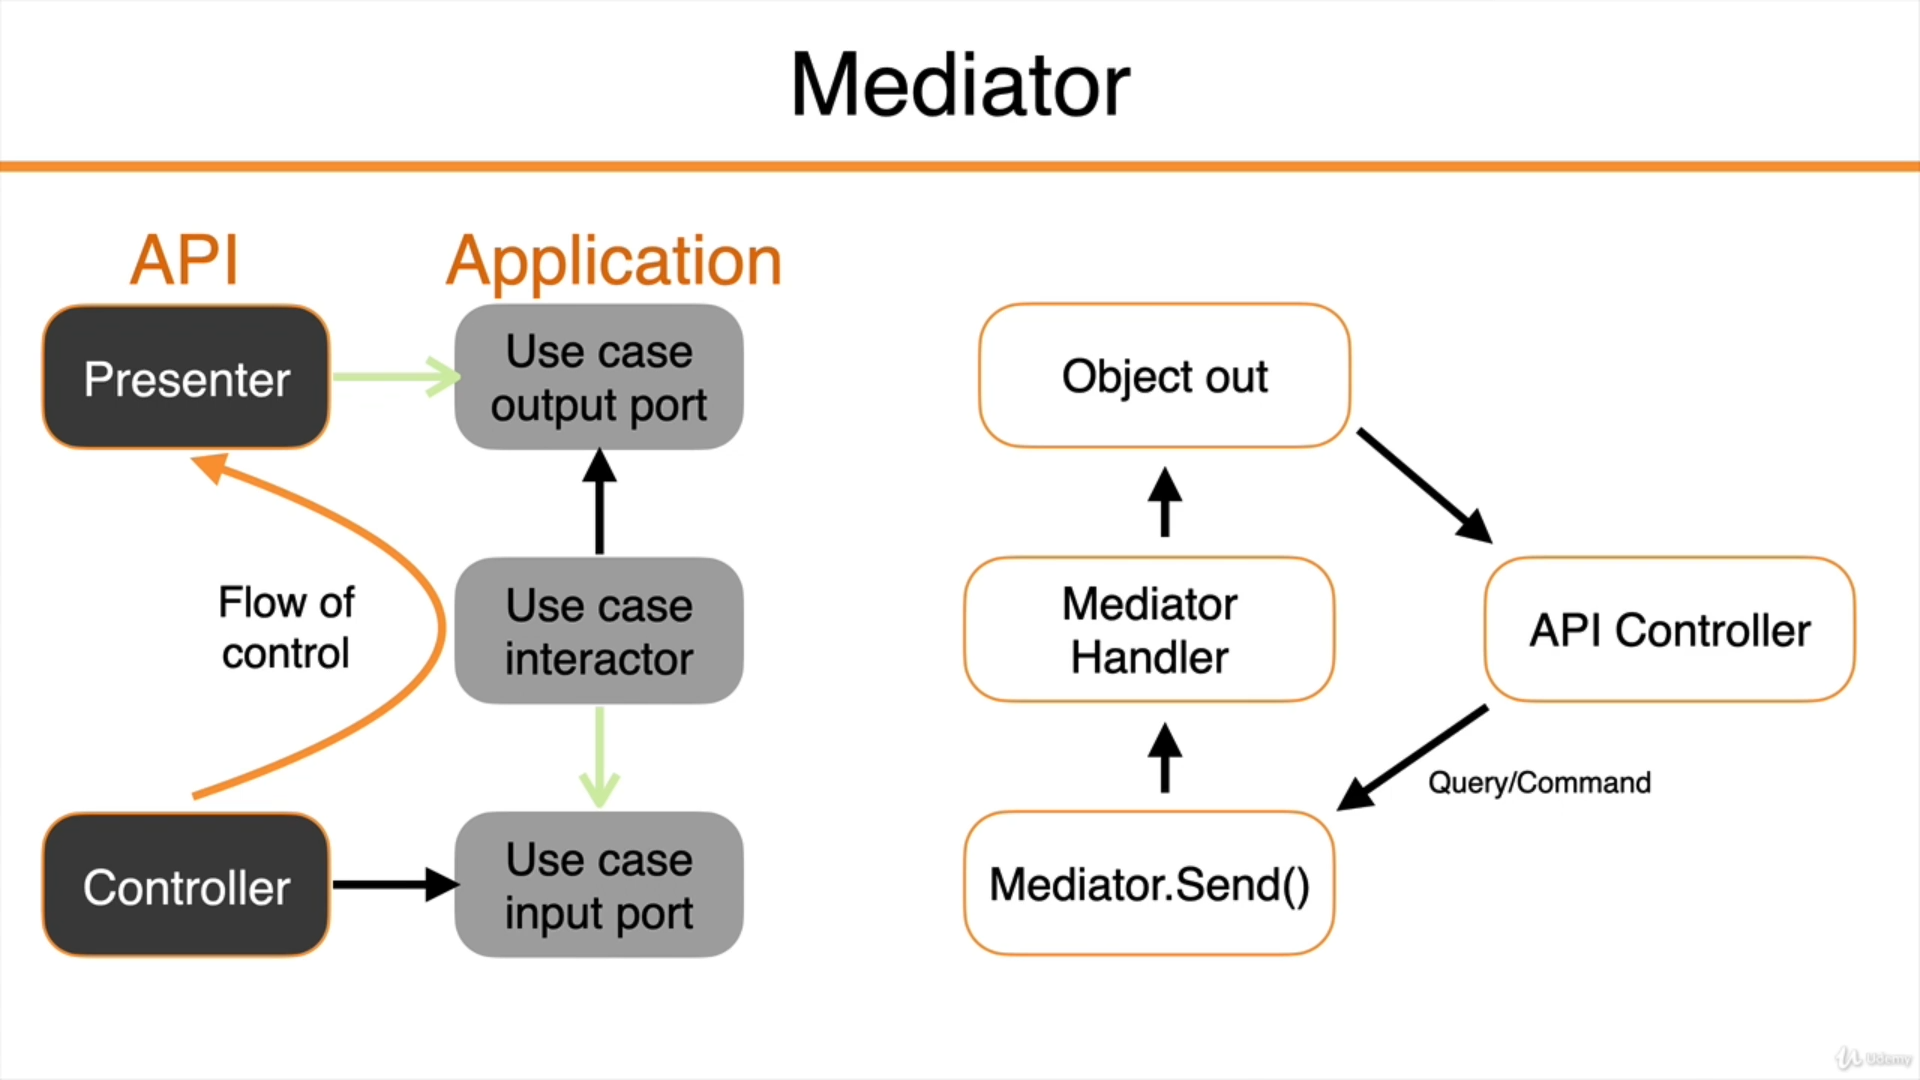 Mediator
API
Application
Presenter
Use case
output port
Flow of
control
Use case
interactor
Controller
Use case
input port
Object out
Mediator
Handler
API Controller
Query/Command
Mediator.Send()
Udemy